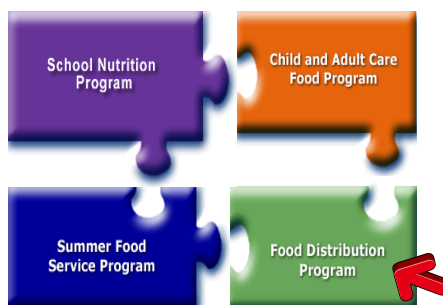 School Nutrition
Program
Child and Adult Care
Food Program
Summer Food
Service Program
Food Distribution
Program